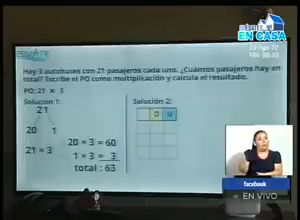 EN CASA
Hay 3 autobuses con 21 pasajeros cada uno. ¿Cuántos pasajeros hay en
total? Escribe el PO como multiplicación y calcula el resultado.
PO: 21 × 3
Solución 1:
21
20 1
21 × 3
20 × 3 = 60
1 × 3 = 3
total : 63
Solución 2:
D U
facebook
EN VIVO